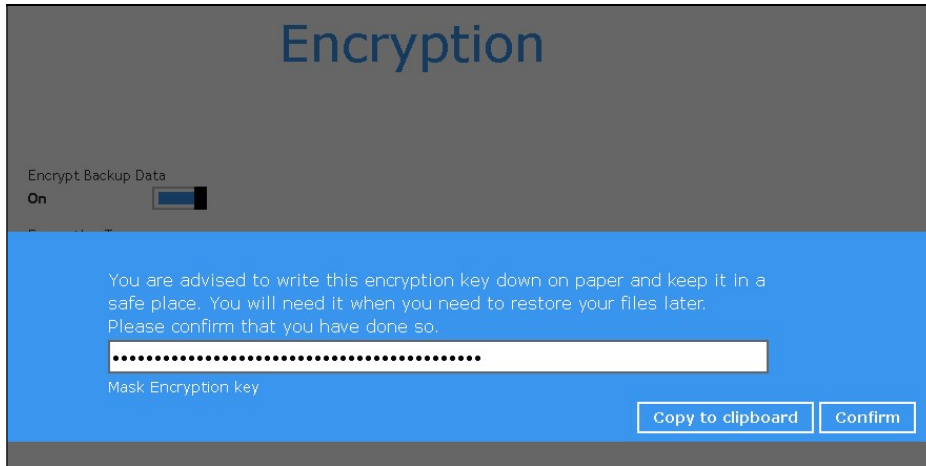 Encryption
Encrypt Backup Data
On
You are advised to write this encryption key down on paper and keep it in a
safe place. You will need it when you need to restore your files later.
Please confirm that you have done so.
Mask Encryption key
Copy to clipboard Confirm